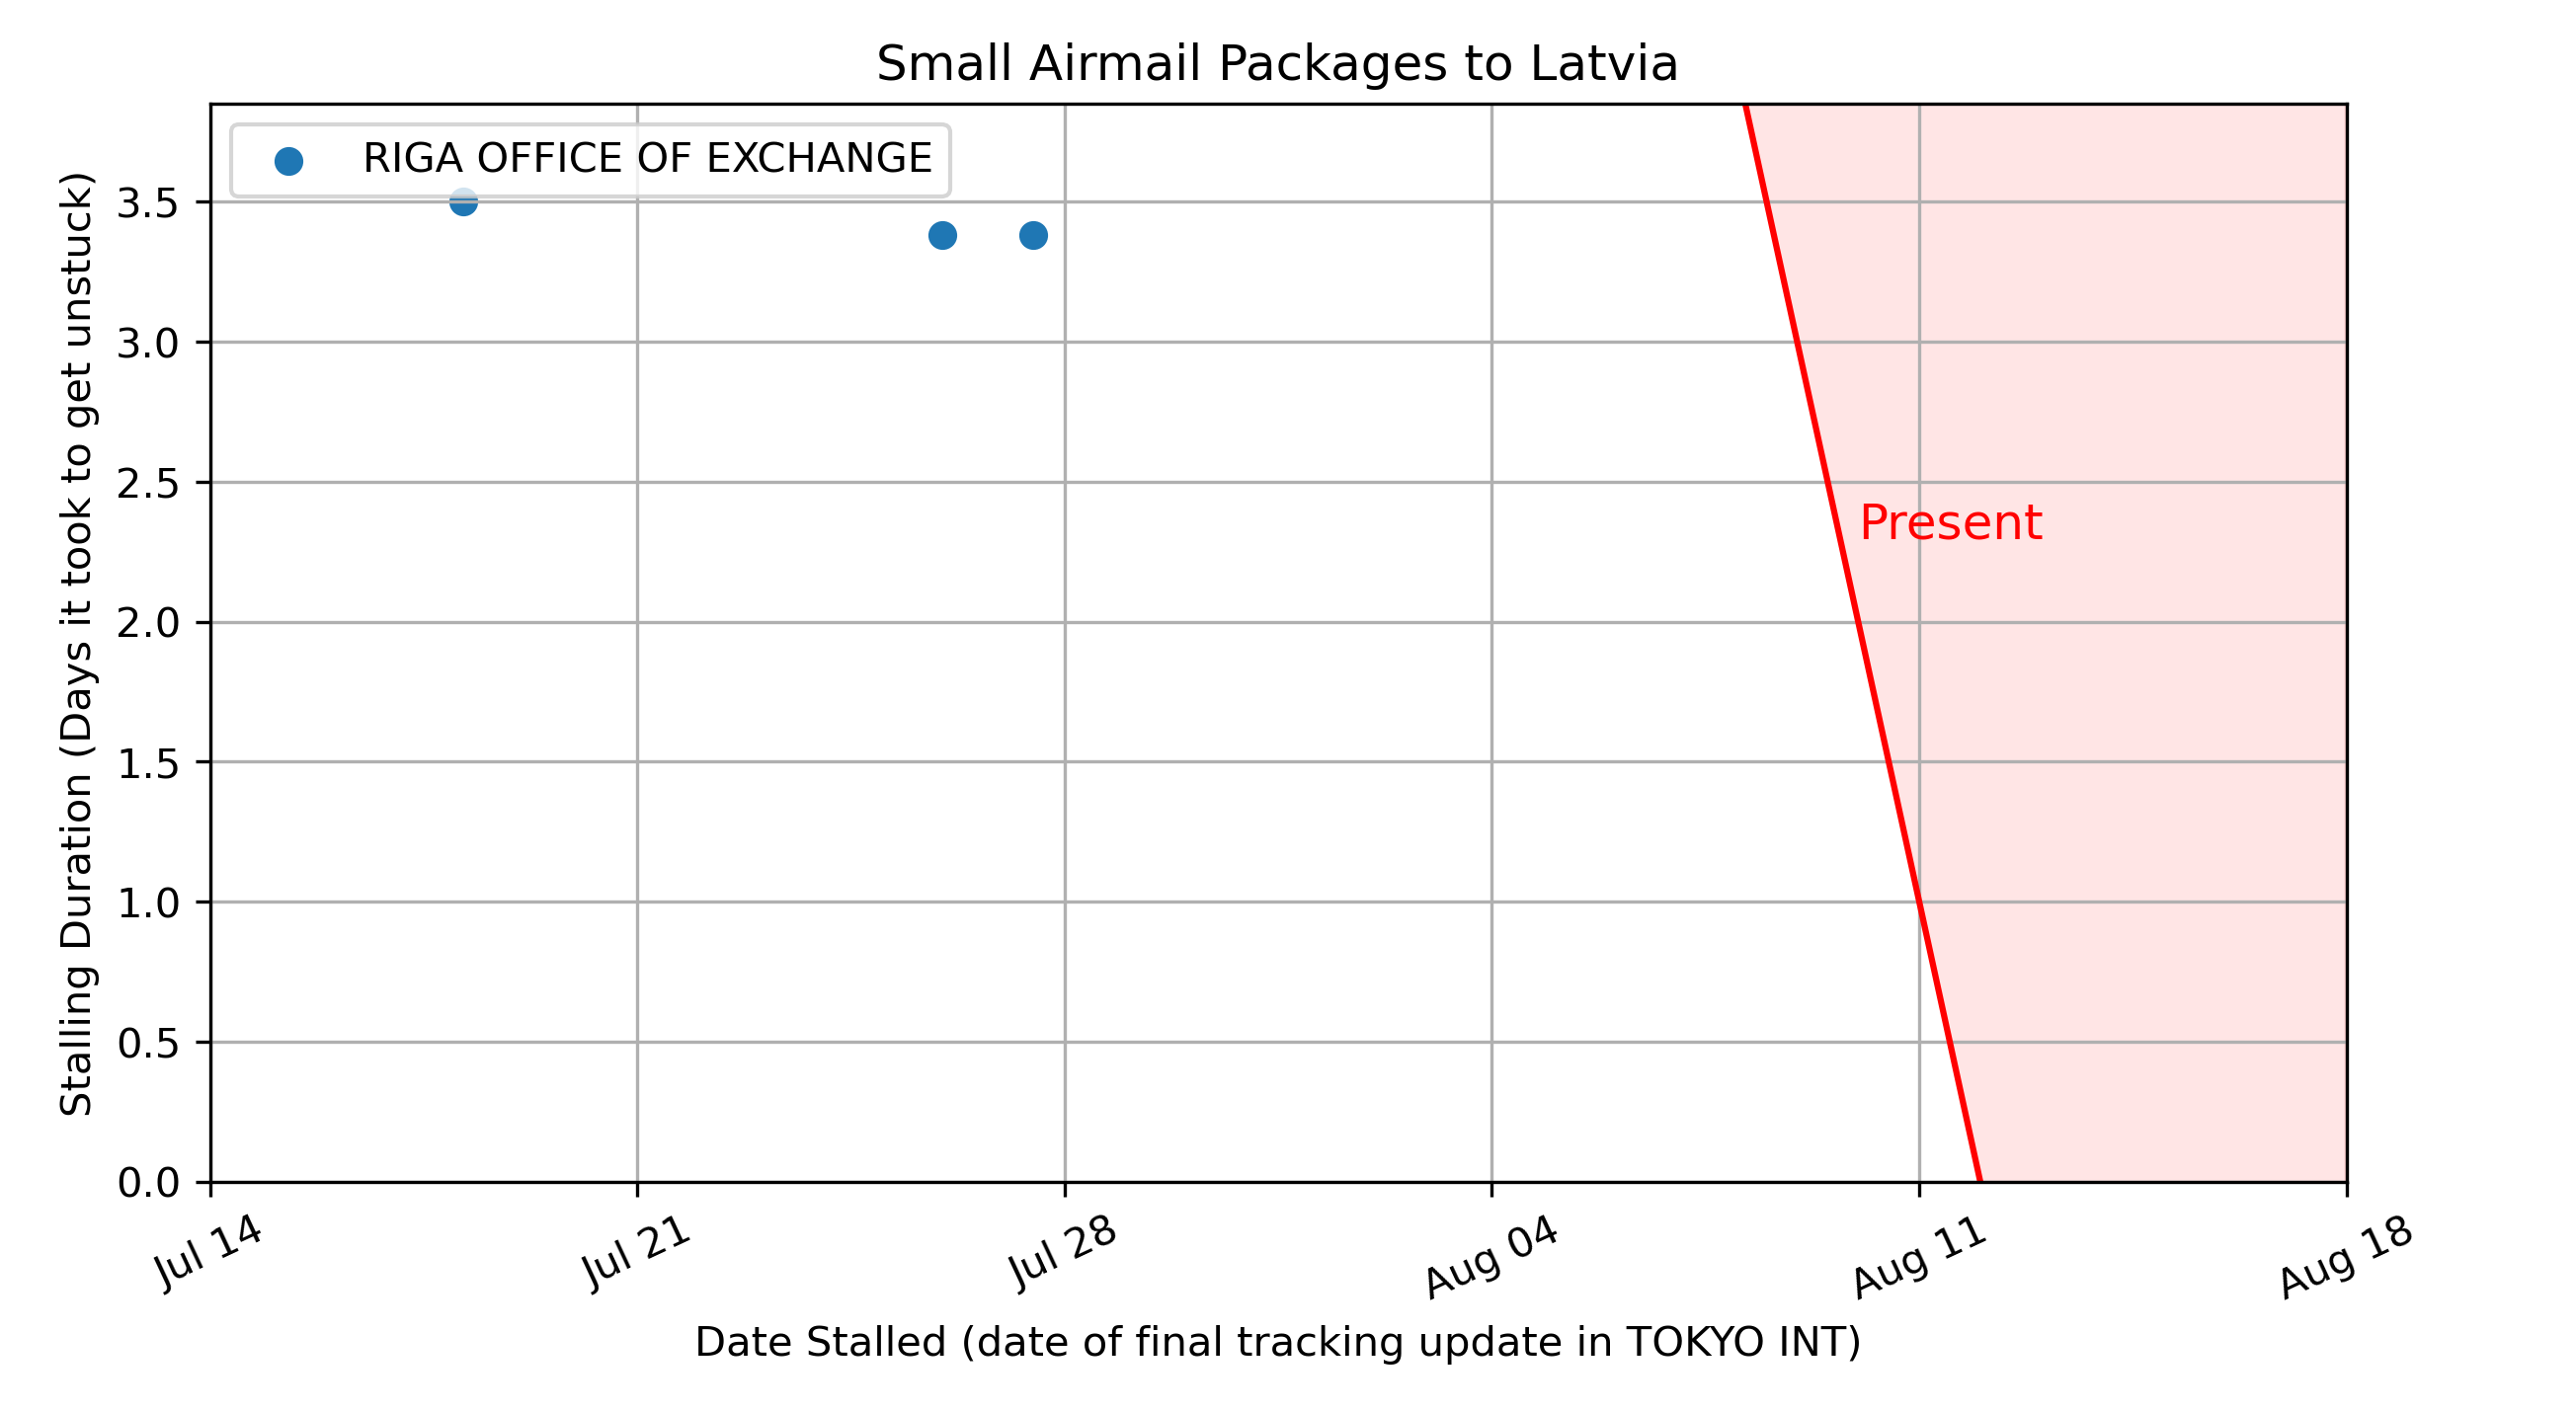 Small Airmail Packages to Latvia
RIGA OFFICE OF EXCHANGE
Stalling Duration (Days it took to get unstuck)
3.5
3.0
2.5
2.0
1.5
1.0
0.5
0.0
Present
Jul 14
Jul 21
Jul 28
Aug 04
Aug 11
Aug 18
Date Stalled (date of final tracking update in TOKYO INT)